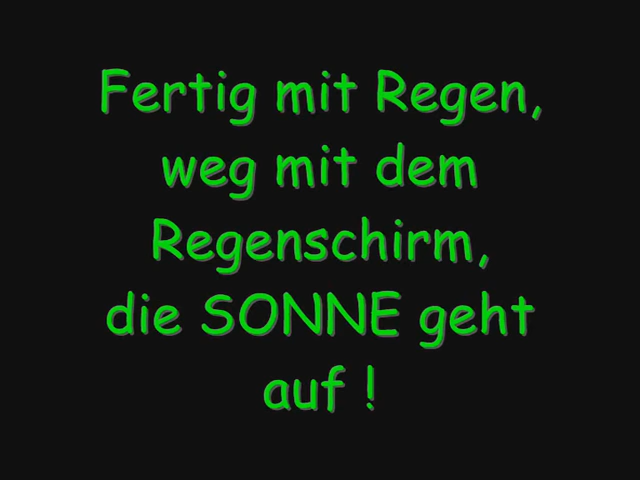 Fertig mit Regen,
weg mit dem
Regenschirm,
die SONNE geht
auf !